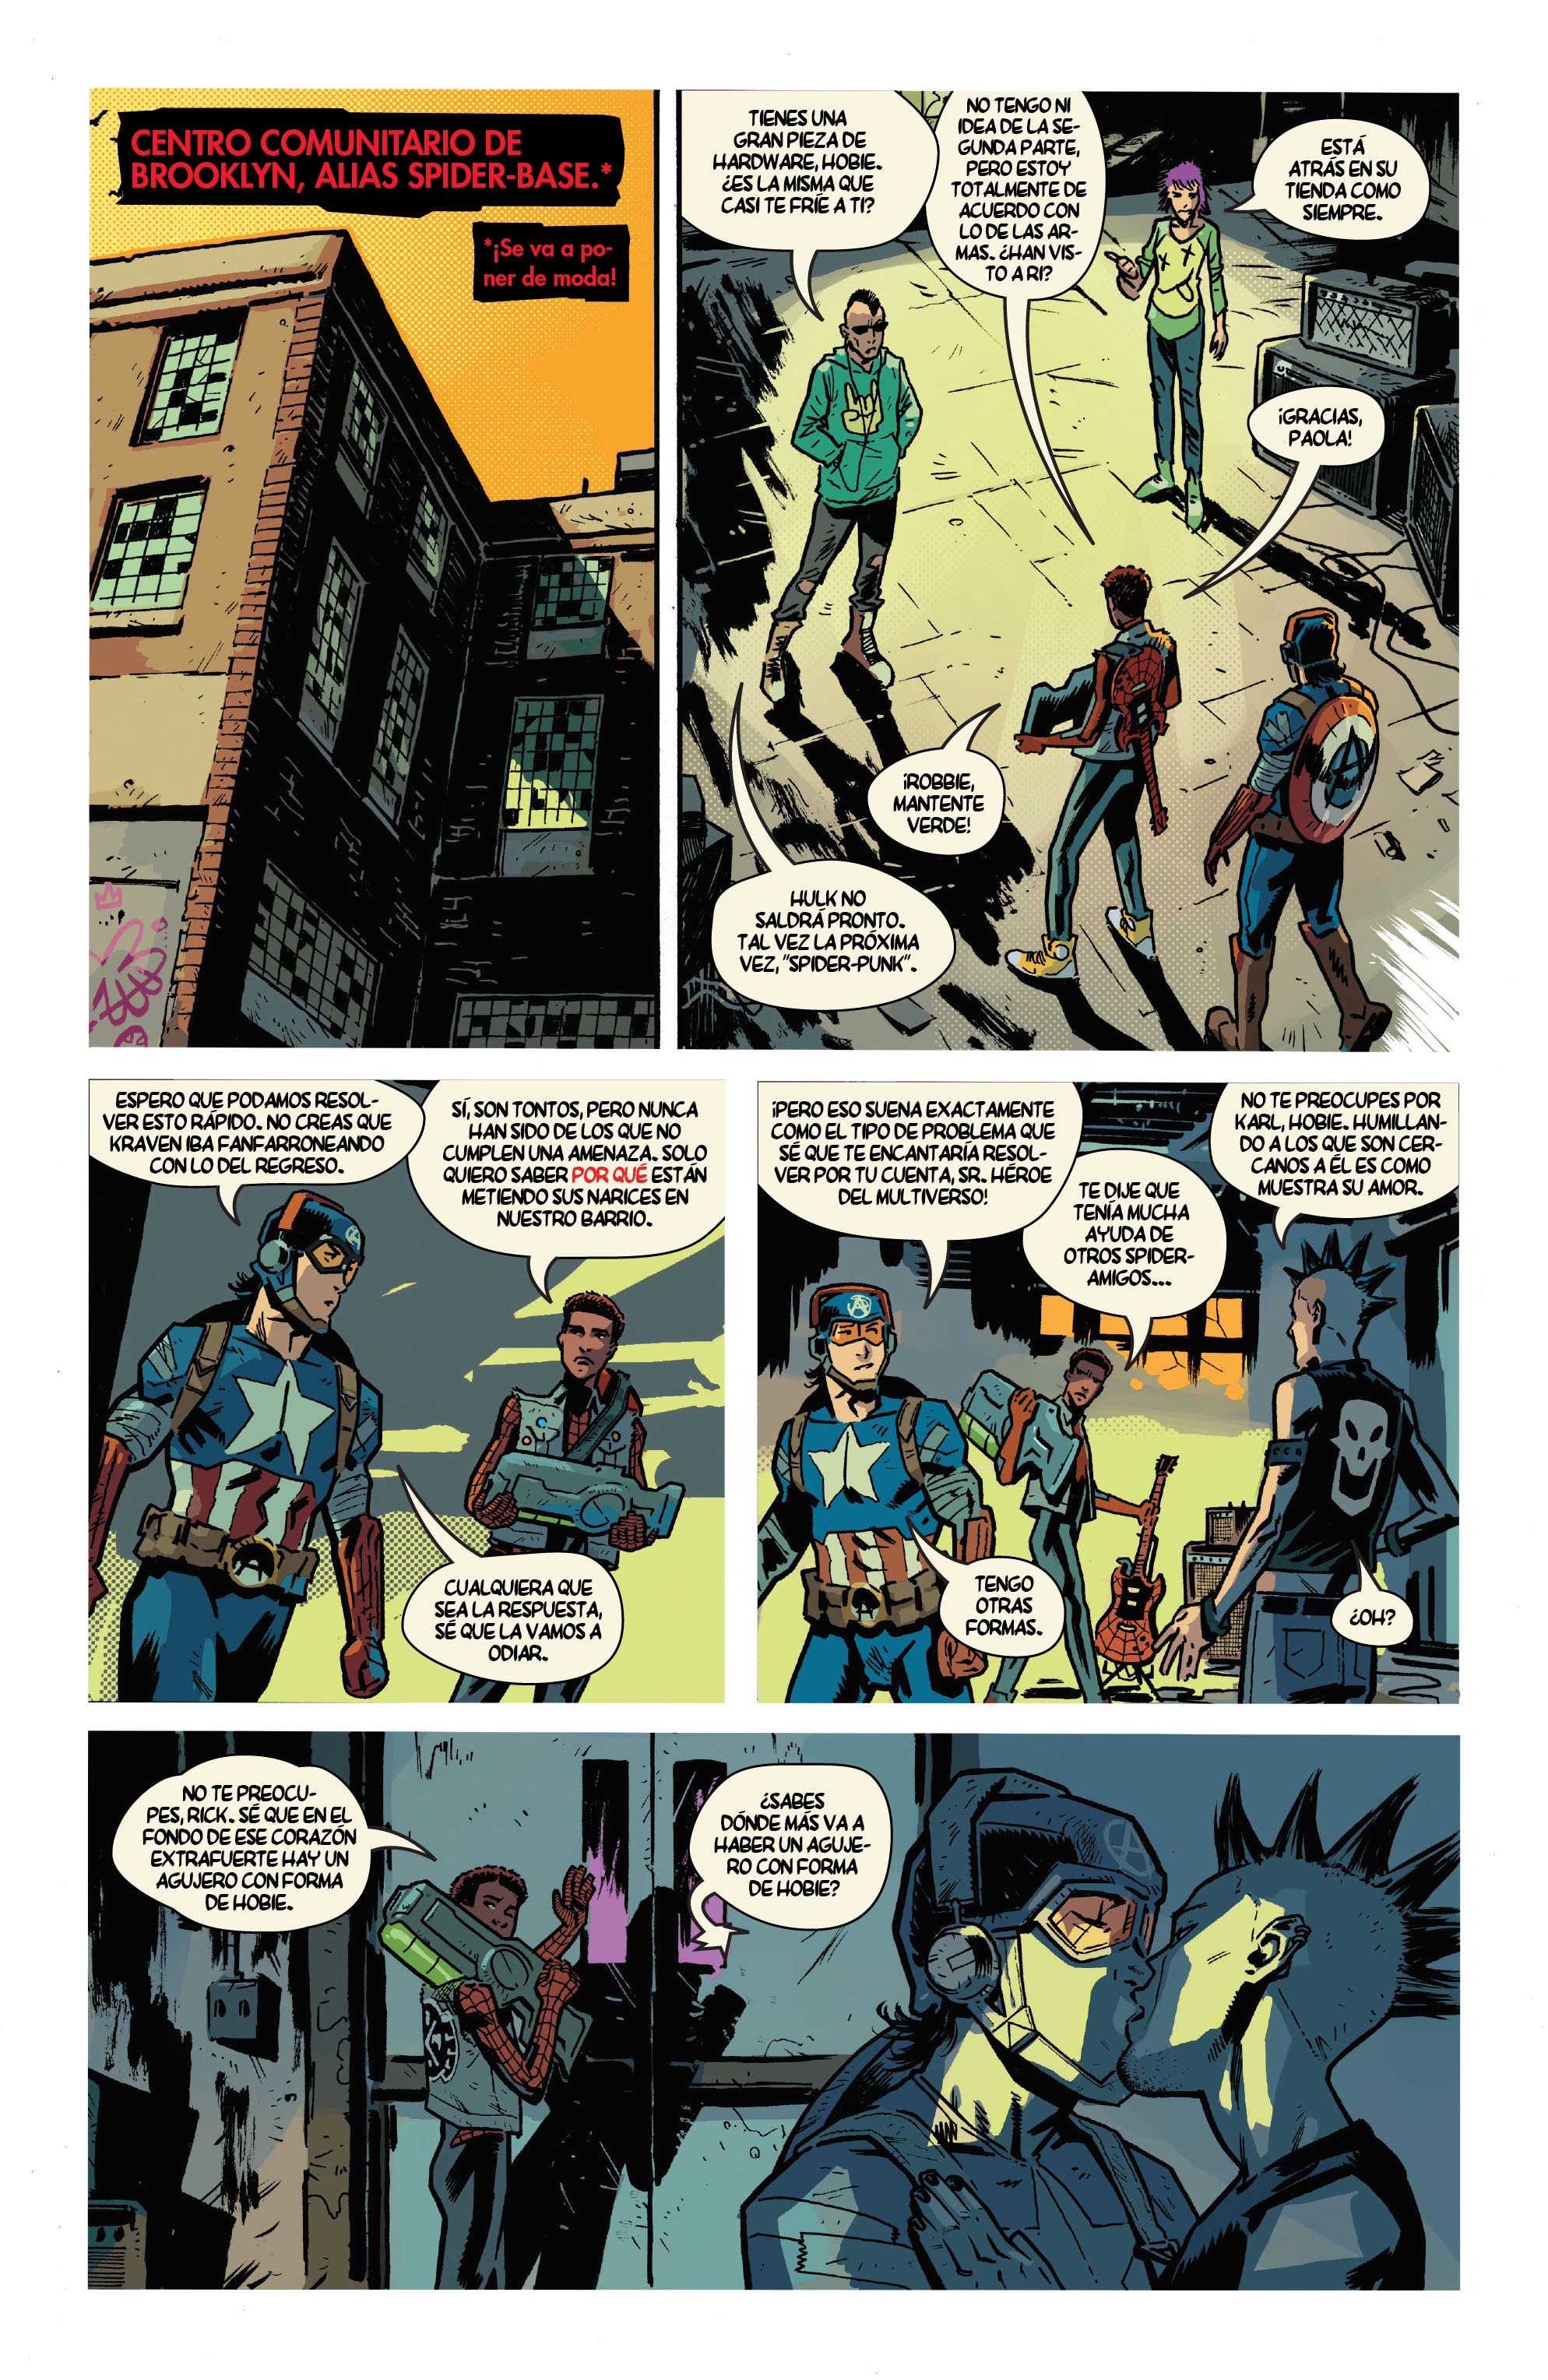 CENTRO COMUNITARIO DE
BROOKLYN, ALIAS SPIDER-BASE.*
*¡Se va a po-
ner de moda!
TIENES UNA
GRAN PIEZA DE
HARDWARE, HOBIE.
¿ES LA MISMA QUE
CASI TE FRÍE A TI?
NO TENGO NI
IDEA DE LA SE-
GUNDA PARTE,
PERO ESTOY
TOTALMENTE DE
ACUERDO CON
LO DE LAS AR-
MAS. ¿HAN VIS-
TO A RI?
ESTÁ
ATRÁS EN SU
TIENDA COMO
SIEMPRE.
¡GRACIAS,
PAOLA!
¡ROBBIE,
MANTENTE
VERDE!
HULK NO
SALDRÁ PRONTO.
TAL VEZ LA PRÓXIMA
VEZ, "SPIDER-PUNK".
ESPERO QUE PODAMOS RESOL-
VER ESTO RÁPIDO. NO CREAS QUE
KRAVEN IBA FANFARRONEANDO
CON LO DEL REGRESO.
SÍ, SON TONTOS, PERO NUNCA
HAN SIDO DE LOS QUE NO
CUMPLEN UNA AMENAZA. SOLO
QUIERO SABER POR QUÉ ESTÁN
METIENDO SUS NARICES EN
NUESTRO BARRIO.
CUALQUIERA QUE
SEA LA RESPUESTA,
SÉ QUE LA VAMOS A
ODIAR.
¡PERO ESO SUENA EXACTAMENTE
COMO EL TIPO DE PROBLEMA QUE
SÉ QUE TE ENCANTARÍA RESOL-
VER POR TU CUENTA, SR. HÉROE
DEL MULTIVERSO!
TE DIJE QUE
TENÍA MUCHA
AYUDA DE
OTROS SPIDER-
AMIGOS...
NO TE PREOCUPES POR
KARL, HOBIE. HUMILLAN-
DO A LOS QUE SON CER-
CANOS A ÉL ES COMO
MUESTRA SU AMOR.
TENGO
OTRAS
FORMAS.
¿OH?
NO TE PREOCU-
PES, RICK. SÉ QUE EN EL
FONDO DE ESE CORAZÓN
EXTRAFUERTE HAY UN
AGUJERO CON FORMA
DE HOBIE.
¿SABES
DÓNDE MÁS VA A
HABER UN AGUJE-
RO CON FORMA
DE HOBIE?